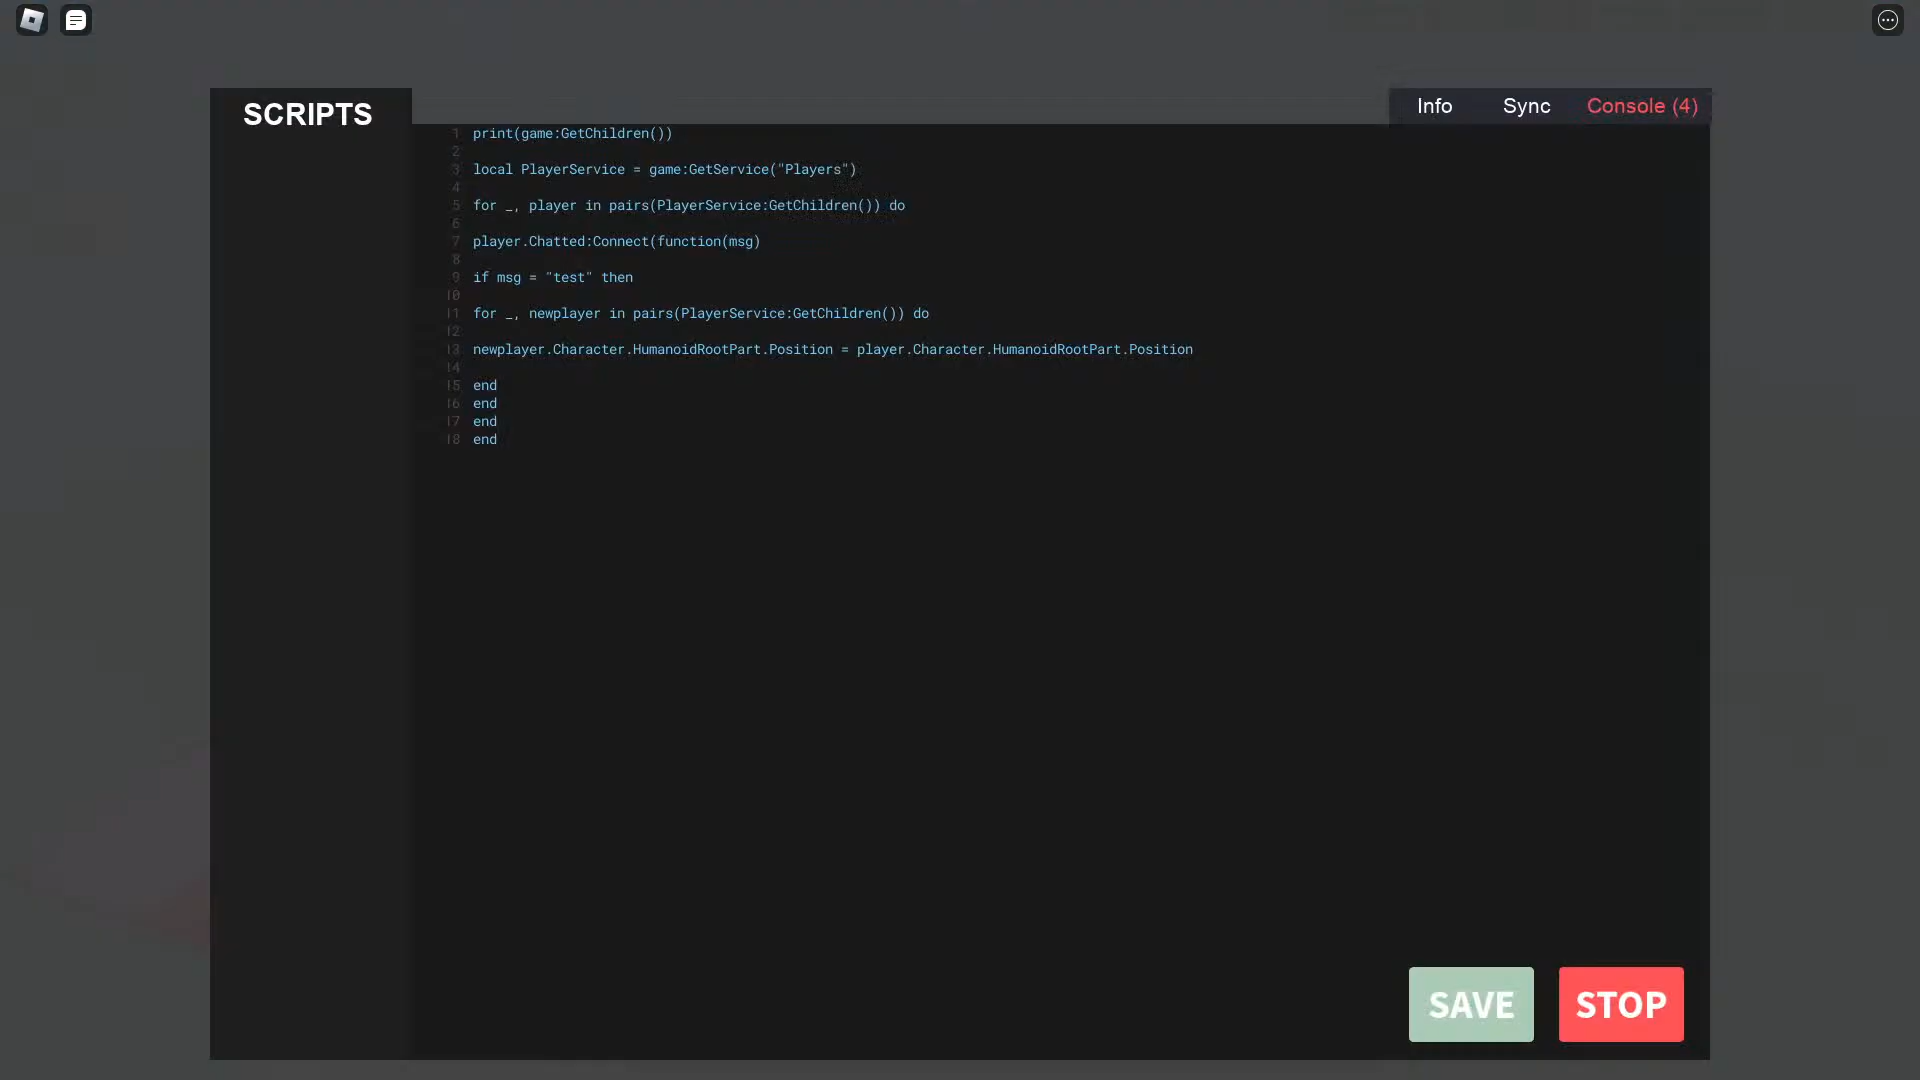 SCRIPTS
Info Sync Console (4)
1 print(game:GetChildren())
2
3 local PlayerService = game:GetService("Players")
4
5 for _, player in pairs(PlayerService:GetChildren()) do
6
7 player.Chatted:Connect(function(msg)
8
9 if msg = "test" then
10
11 for _, newplayer in pairs(PlayerService:GetChildren()) do
12
13 newplayer.Character.HumanoidRootPart.Position = player.Character.HumanoidRootPart.Position
14
15 end
16 end
17 end
18 end
SAVE STOP